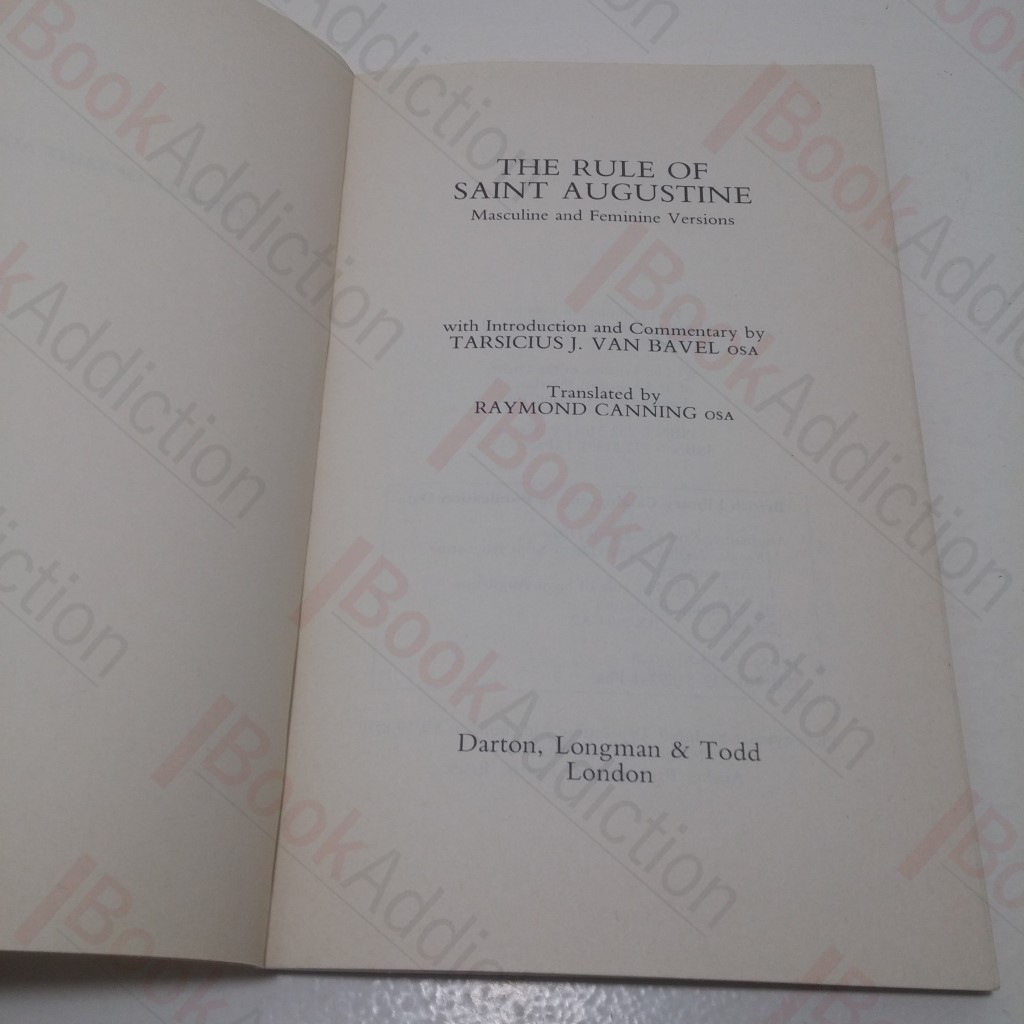 THE RULE OF
SAINT AUGUSTINE
Masculine and Feminine Versions
with Introduction and Commentary by
TARSICIUS J. VAN BAVEL OSA
Translated by
RAYMOND CANNING OSA
Darton, Longman & Todd
London
BookAddiction